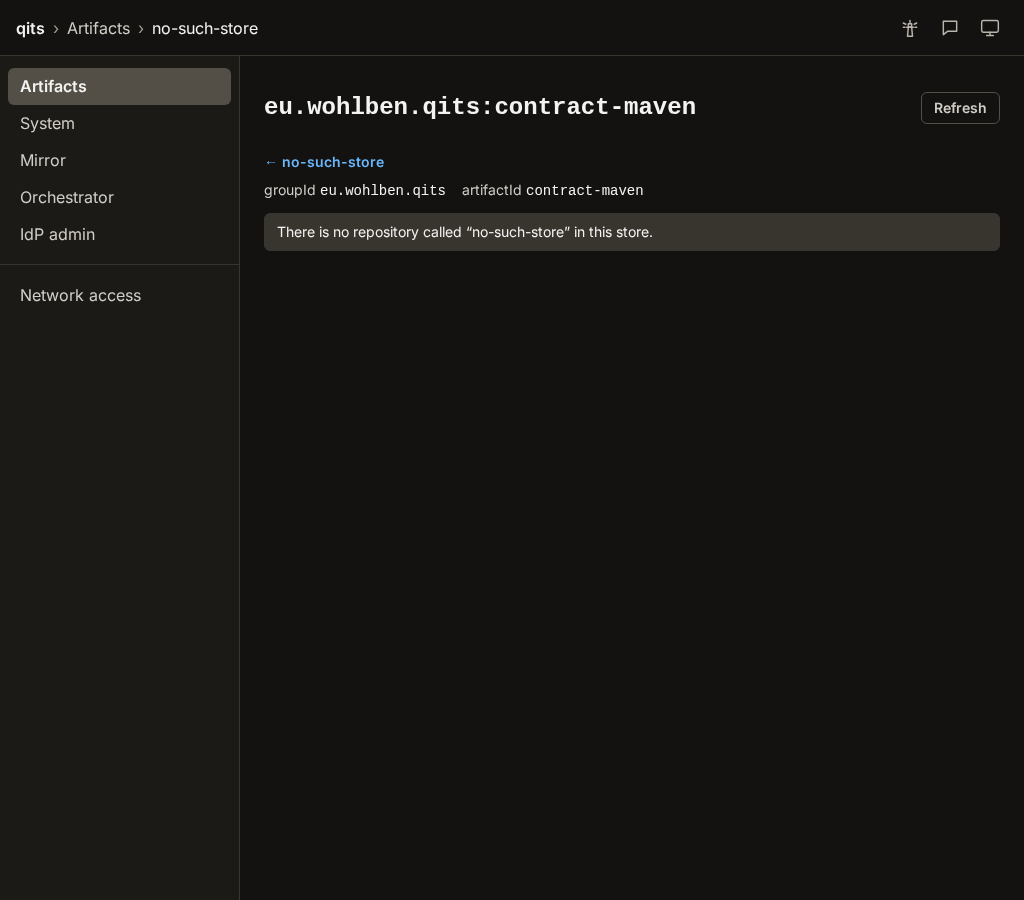 qits › Artifacts › no-such-store
Artifacts
System
Mirror
Orchestrator
IdP admin
Network access
eu.wohlben.qits:contract-maven
Refresh
← no-such-store
groupId eu.wohlben.qits artifactId contract-maven
There is no repository called “no-such-store” in this store.